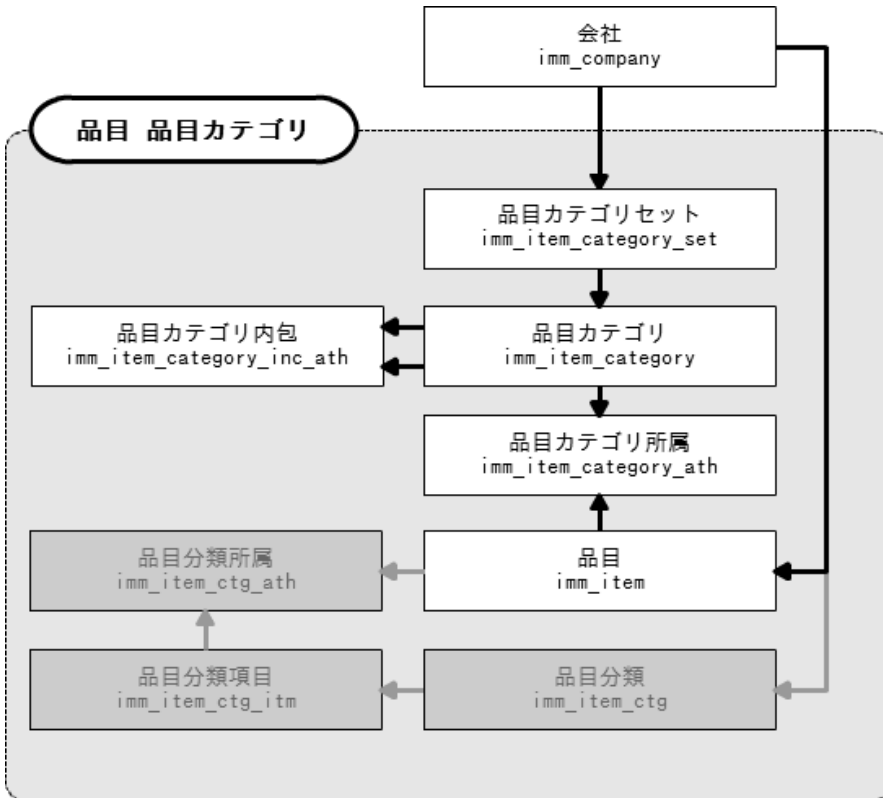 会社
imm_company
品目 品目カテゴリ
品目カテゴリセット
imm_item_category_set
品目カテゴリ内包
imm_item_category_inc_ath
品目カテゴリ
imm_item_category
品目カテゴリ所属
imm_item_category_ath
品目分類所属
imm_item_ctg_ath
品目
imm_item
品目分類項目
imm_item_ctg_itm
品目分類
imm_item_ctg